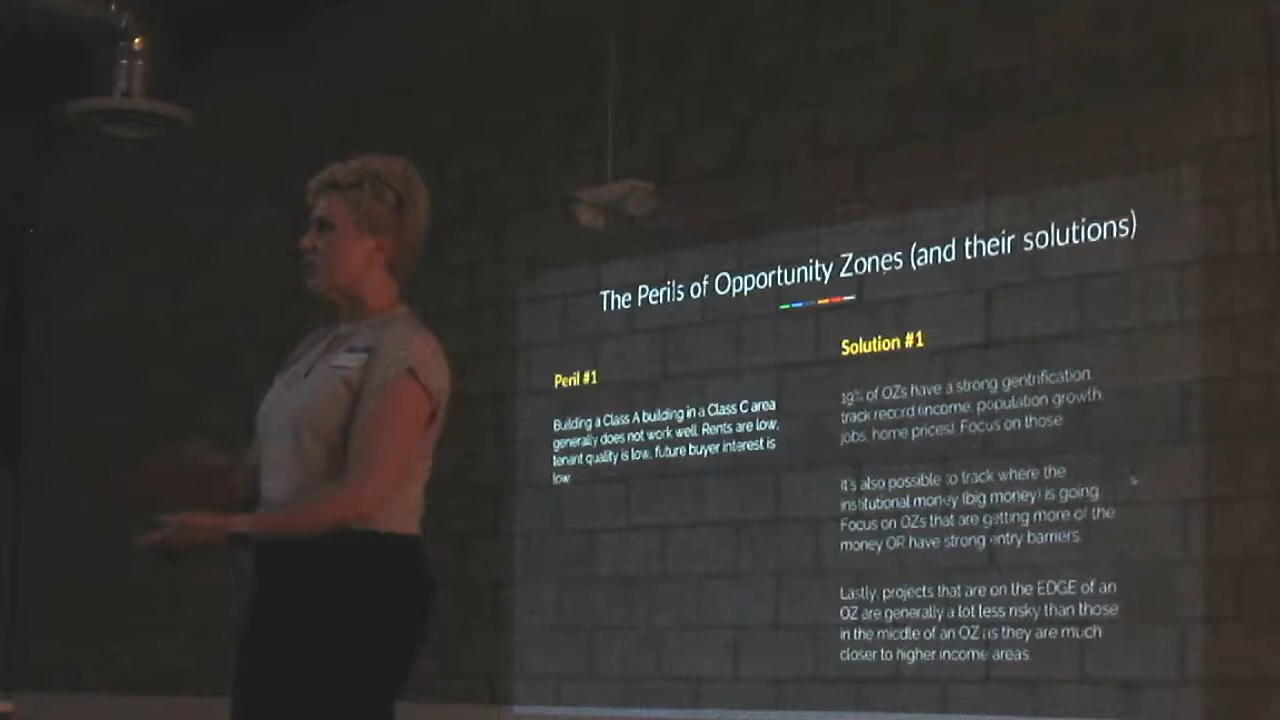 The Perils of Opportunity Zones (and their solutions)
Peril #1
Building a Class A building in a Class C area
generally does not work well. Rents are low,
tenant quality is low, future buyer interest is
low
Solution #1
19% of OZs have a strong gentrification
track record (income, population growth,
jobs, home prices). Focus on those
It's also possible to track where the
institutional money (big money) is going
Focus on OZs that are getting more of the
money OR have strong entry barriers.
Lastly, projects that are on the EDGE of an
OZ are generally a lot less risky than those
in the middle of an OZ as they are much
closer to higher income areas.